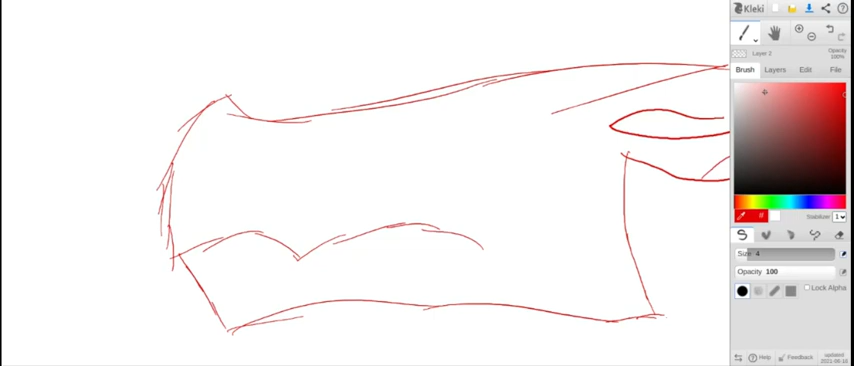 Kleki
Layer 2
Opacity
100%
Brush Layers Edit File
#
Stabilizer 1
Size 4
Opacity 100
Lock Alpha
Help Feedback updated